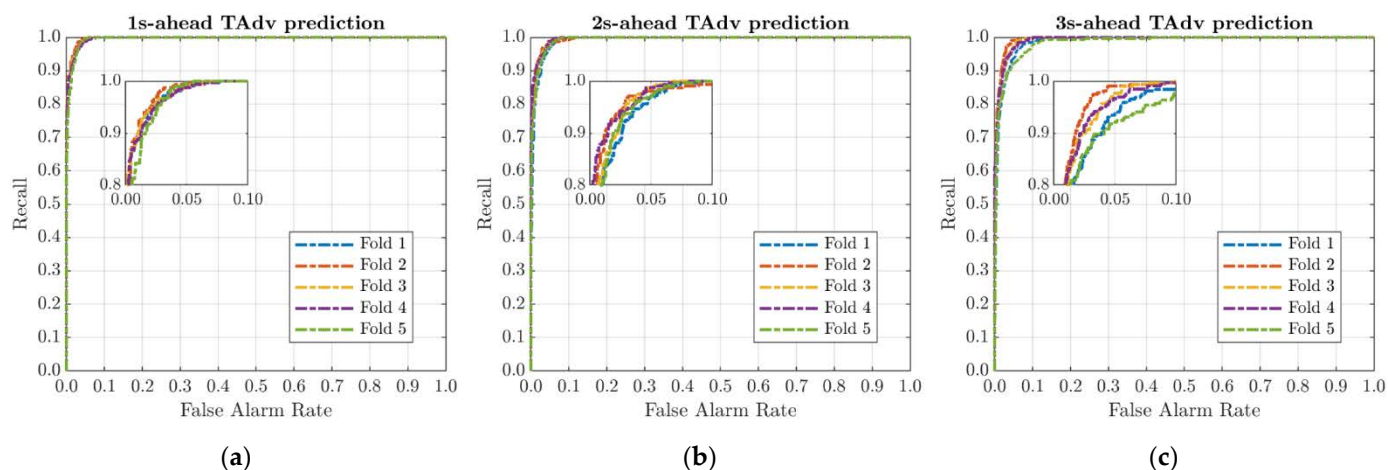 1s-ahead TAdv prediction
Recall
1.0
0.9
0.8
0.7
0.6
0.5
0.4
0.3
0.2
0.1
0.0
1.0
0.9
0.8
0.00 0.05 0.10
Fold 1
Fold 2
Fold 3
Fold 4
Fold 5
0.0 0.1 0.2 0.3 0.4 0.5 0.6 0.7 0.8 0.9 1.0
False Alarm Rate
(a)
2s-ahead TAdv prediction
Recall
1.0
0.9
0.8
0.7
0.6
0.5
0.4
0.3
0.2
0.1
0.0
1.0
0.9
0.8
0.00 0.05 0.10
Fold 1
Fold 2
Fold 3
Fold 4
Fold 5
0.0 0.1 0.2 0.3 0.4 0.5 0.6 0.7 0.8 0.9 1.0
False Alarm Rate
(b)
3s-ahead TAdv prediction
Recall
1.0
0.9
0.8
0.7
0.6
0.5
0.4
0.3
0.2
0.1
0.0
1.0
0.9
0.8
0.00 0.05 0.10
Fold 1
Fold 2
Fold 3
Fold 4
Fold 5
0.0 0.1 0.2 0.3 0.4 0.5 0.6 0.7 0.8 0.9 1.0
False Alarm Rate
(c)